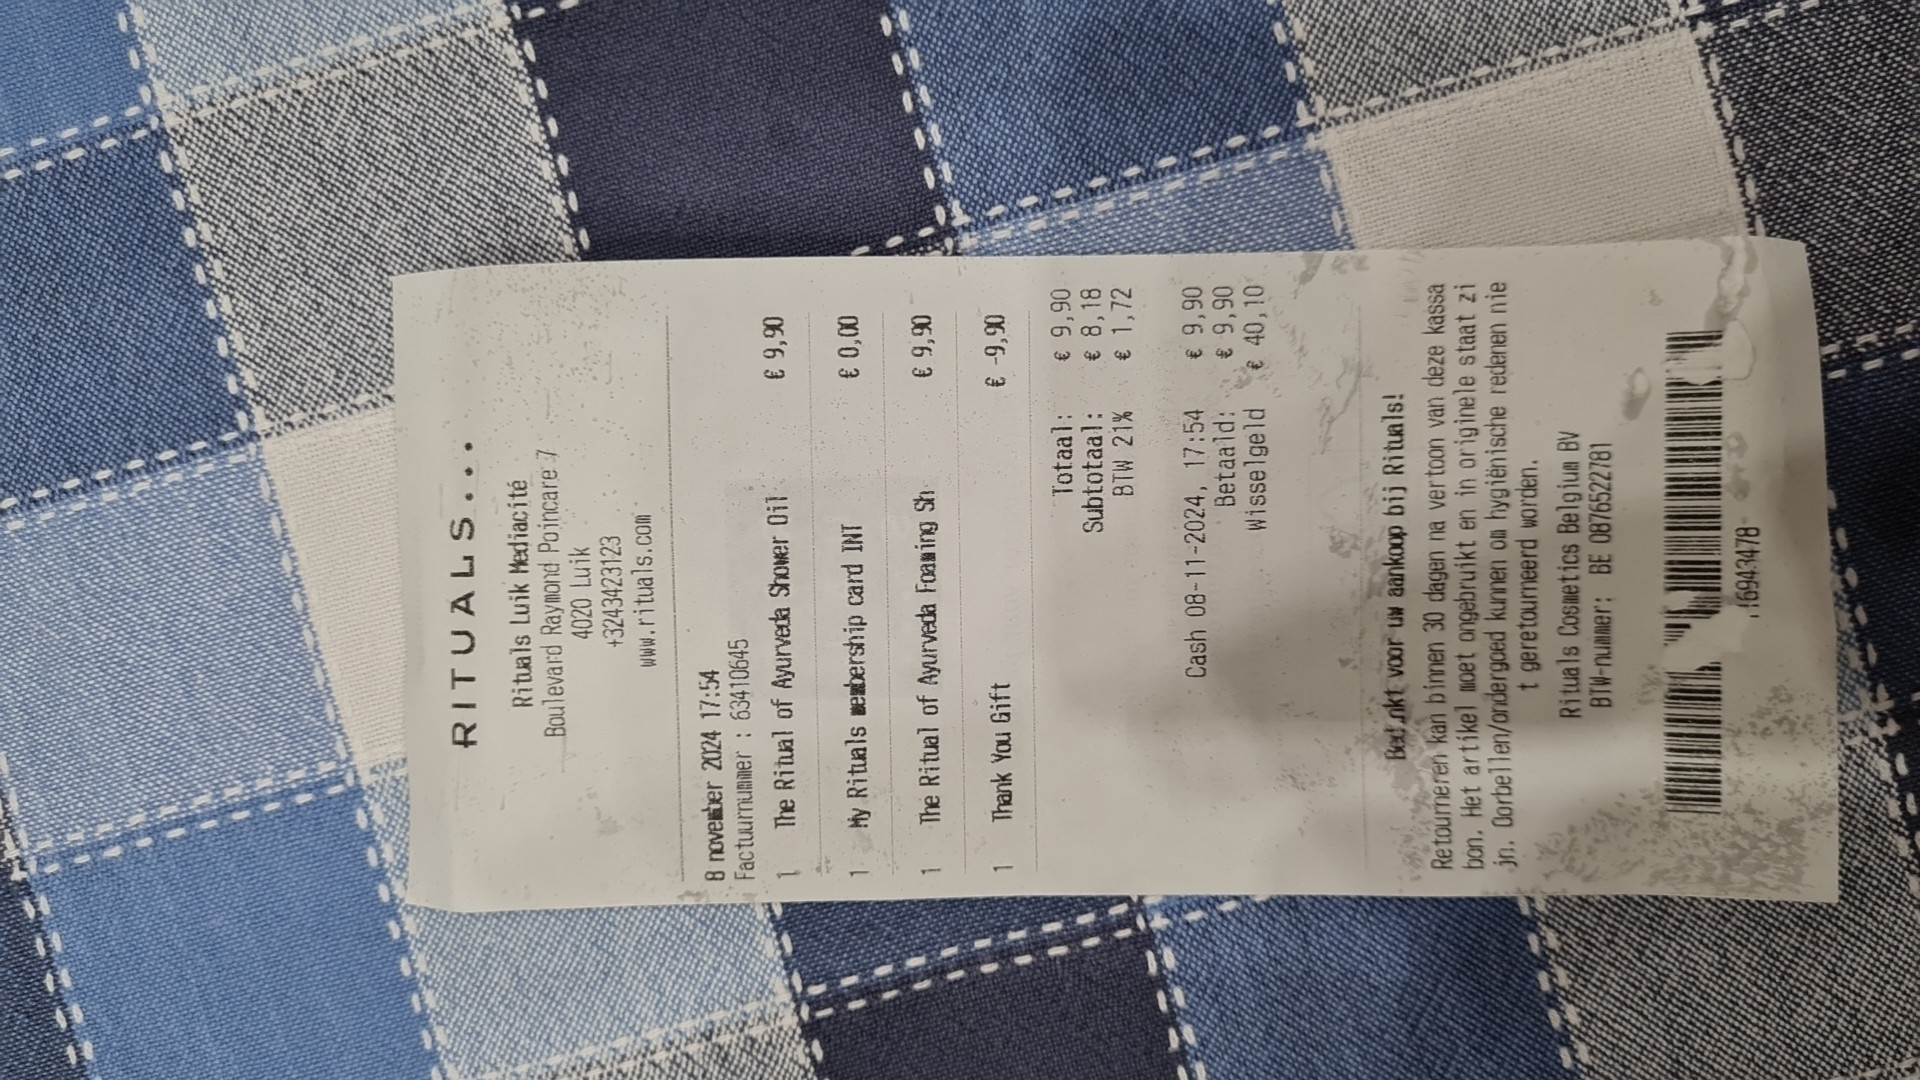 RITUALS...
Rituals Luik Mediacité
Boulevard Raymond Poincare 7
4020 Luik
+3243423123
www.rituals.com
8 november 2024 17:54
Factuurnummer : 63410645
1 The Ritual of Ayurveda Shower Oil € 9,90
1 My Rituals membership card INT € 0,00
1 The Ritual of Ayurveda Foaming Sh € 9,90
1 Thank You Gift € -9,90
Totaal: € 9,90
Subtotaal: € 8,18
BTW 21% € 1,72
Cash 08-11-2024, 17:54 € 9,90
Betaald: € 9,90
Wisselgeld € 40,10
voor uw aankoop bij Rituals!
Retourneren kan binnen 30 dagen na vertoon van deze kassa
bon. Het artikel moet ongebruikt en in originele staat zi
jn. Oorbellen/ondergoed kunnen om hygiënische redenen nie
t geretourneerd worden.
Rituals Cosmetics Belgium BV
BTW-nummer: BE 0876522781
16943478